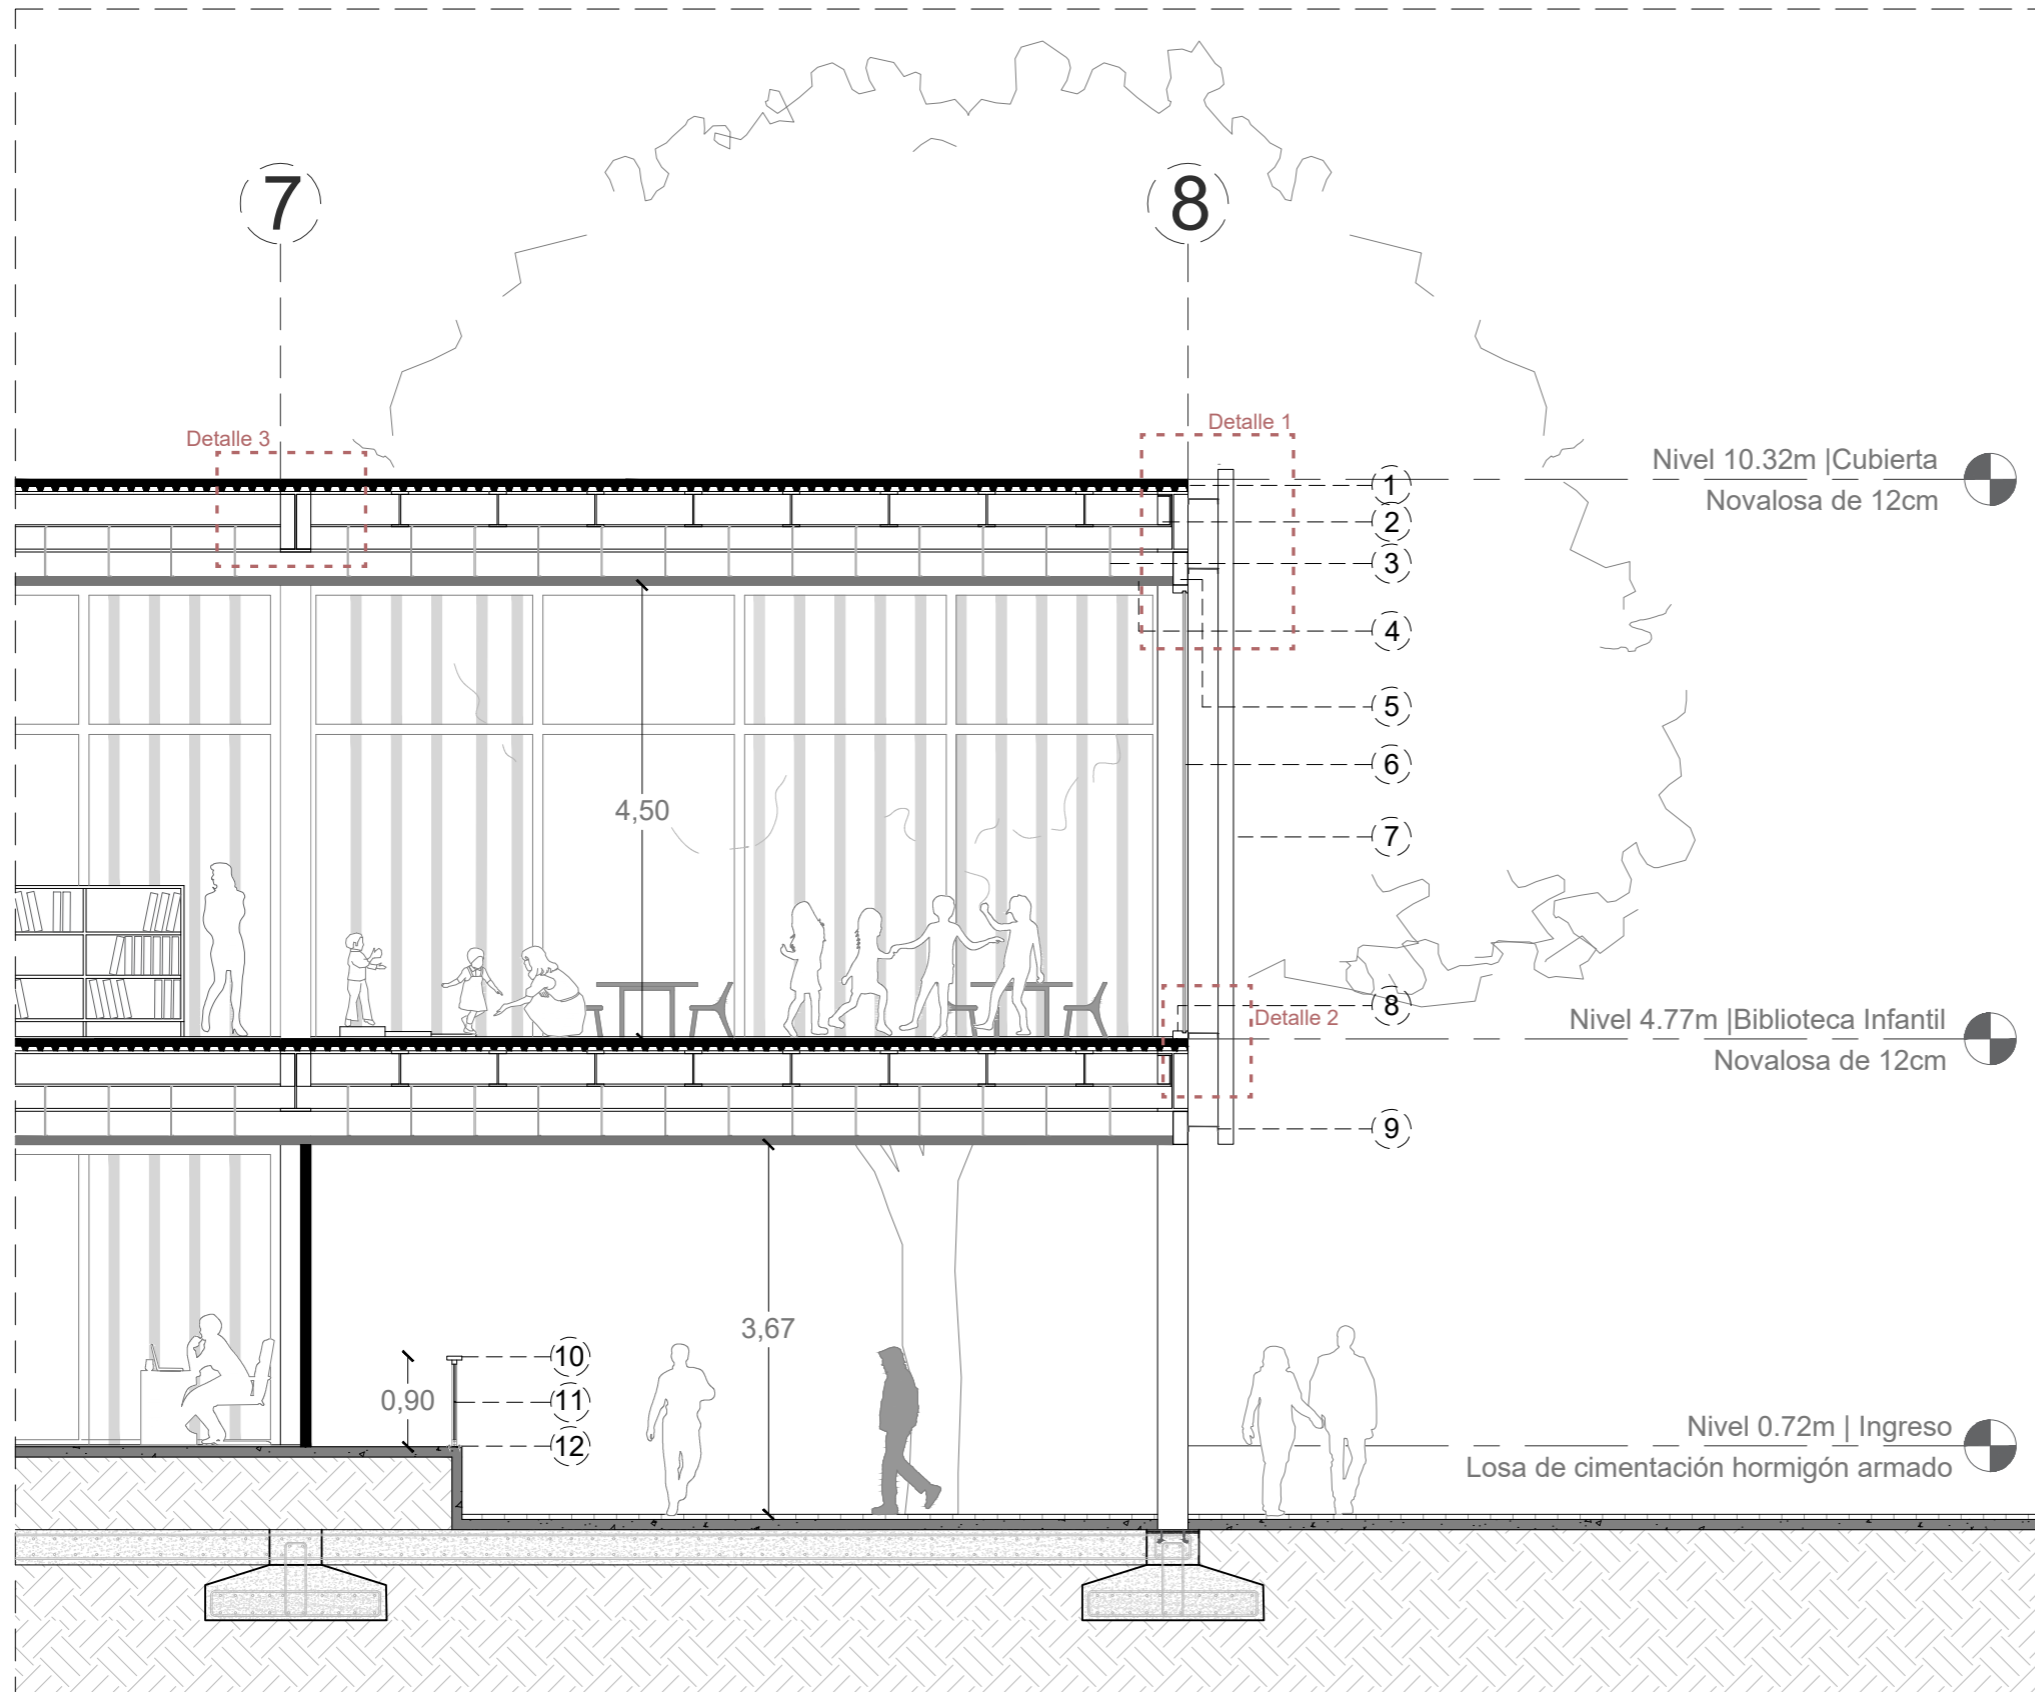 7
8
Detalle 1
Detalle 3
Nivel 10.32m |Cubierta
Novalosa de 12cm
1
2
3
4
5
6
7
4,50
8
Detalle 2
Nivel 4.77m |Biblioteca Infantil
Novalosa de 12cm
9
3,67
10
0,90
11
12
Nivel 0.72m | Ingreso
Losa de cimentación hormigón armado